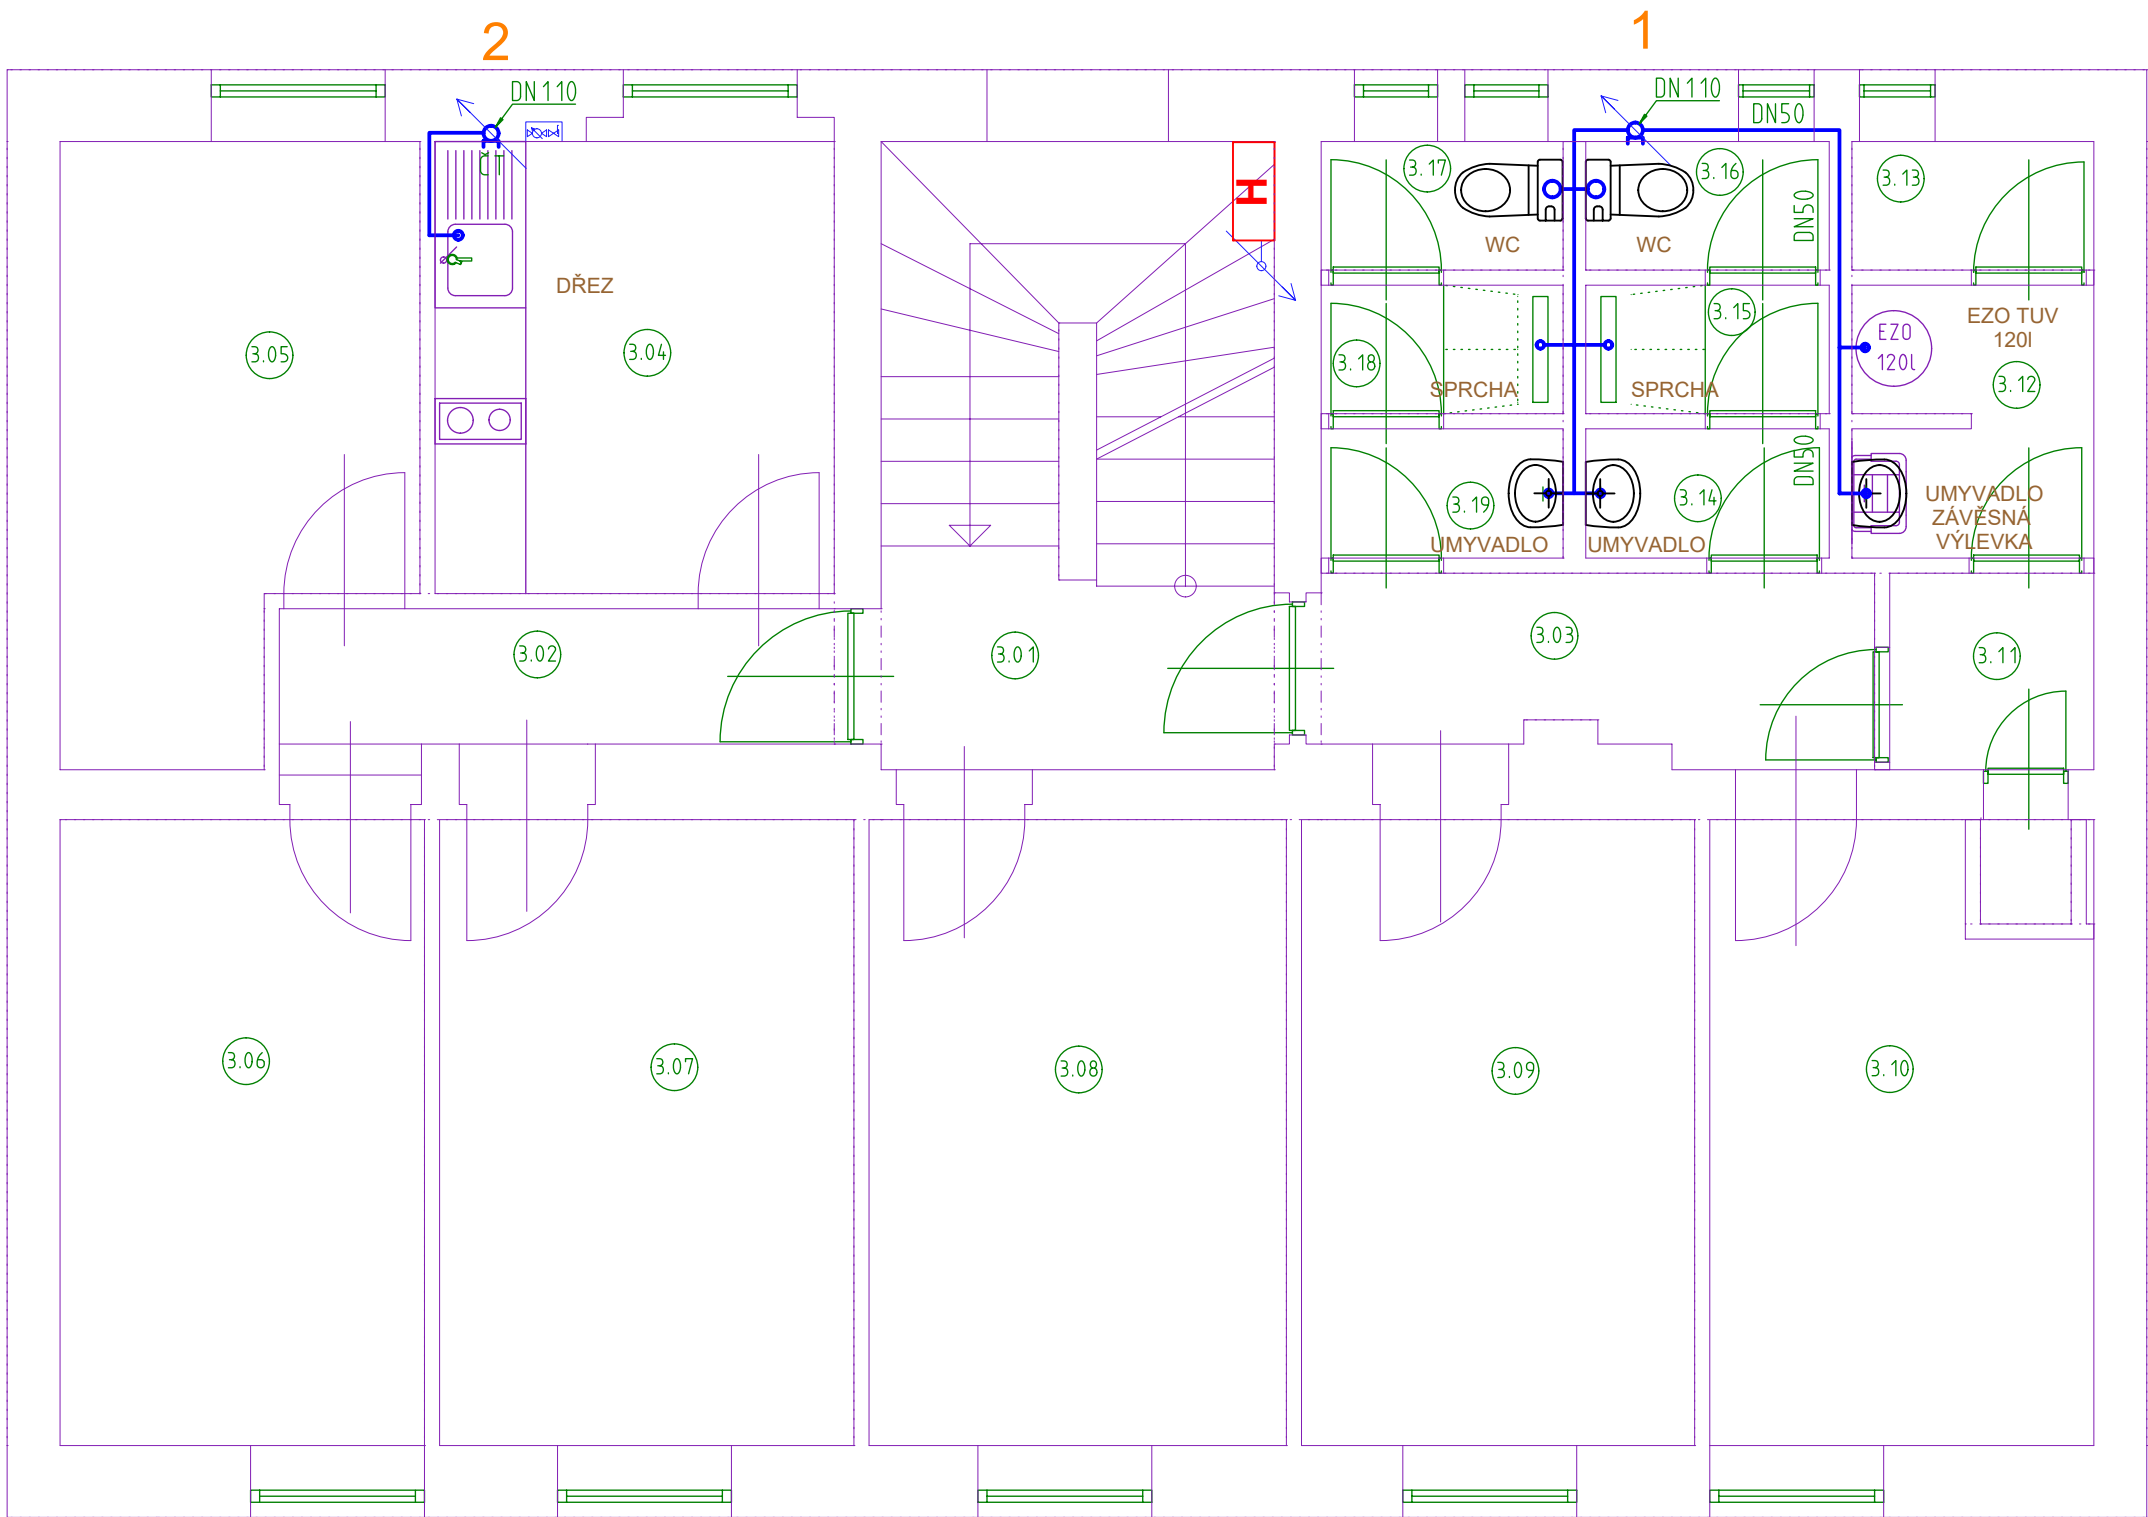 2
1
DN 110
DN 110
DN50
H
3.17
3.16
3.13
DN50
WC
WC
DŘEZ
3.05
3.04
3.15
EZO TUV
120l
EZO
120l
3.18
3.12
SPRCHA
SPRCHA
DN50
3.19
3.14
UMYVADLO
ZÁVĚSNÁ
VÝLEVKA
UMYVADLO
UMYVADLO
3.02
3.01
3.03
3.11
3.06
3.07
3.08
3.09
3.10